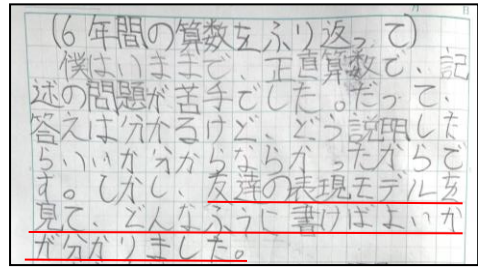 (6年間の算数をふり返って)
僕はいままで、正直算数で、記
述の問題が苦手でした。だって、
答えは分かるけど、どう説明した
らいいか分からならかったからで
す。しかし、友達の表現モデルを
見て、どんなふうに書けばよいか
が分かりました。